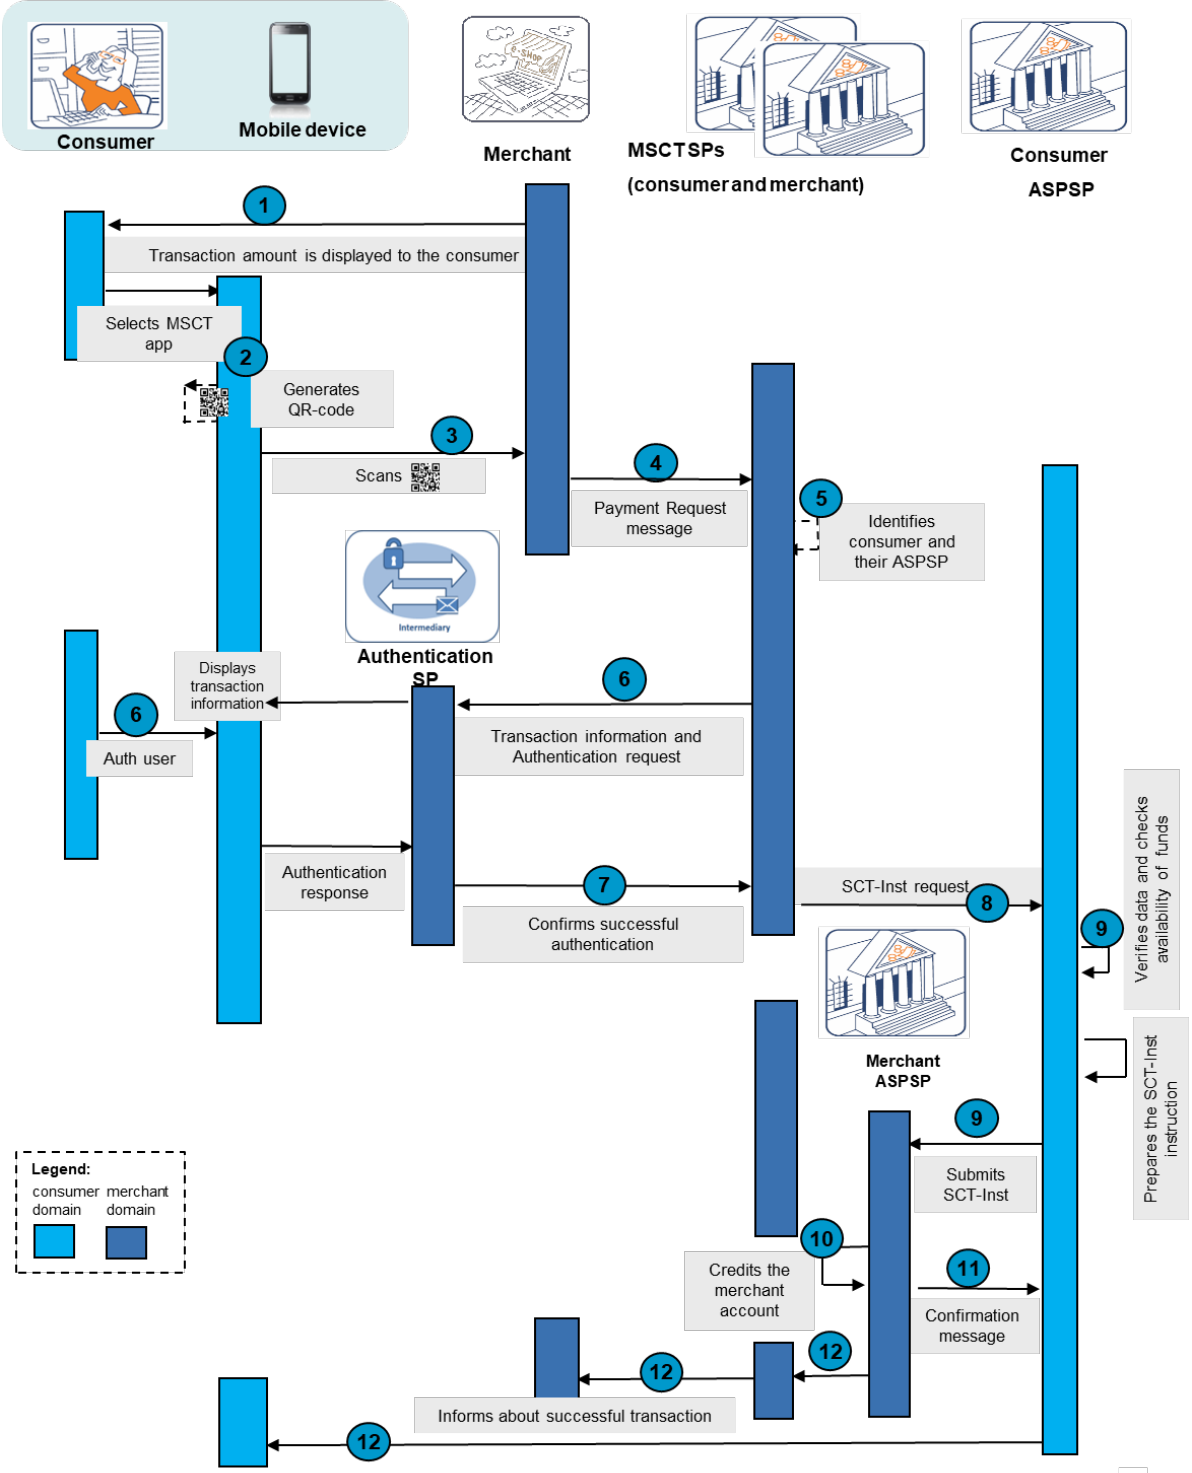 Consumer
Mobile device
e-SHOP
Merchant
MSCTSPs
(consumer and merchant)
Consumer
ASPSP
1
Transaction amount is displayed to the consumer
Selects MSCT
app
2
Generates
QR-code
3
Scans
4
Payment Request
message
5
Identifies
consumer and
their ASPSP
Intermediary
Authentication
SP
Displays
transaction
information
6
Auth user
6
Transaction information and
Authentication request
Authentication
response
7
Confirms successful
authentication
SCT-Inst request
8
9
Verifies data and checks
availability of funds
Merchant
ASPSP
Prepares the SCT-Inst
instruction
9
Submits
SCT-Inst
Legend:
consumer merchant
domain domain
10
Credits the
merchant
account
11
Confirmation
message
12
12
Informs about successful transaction
12